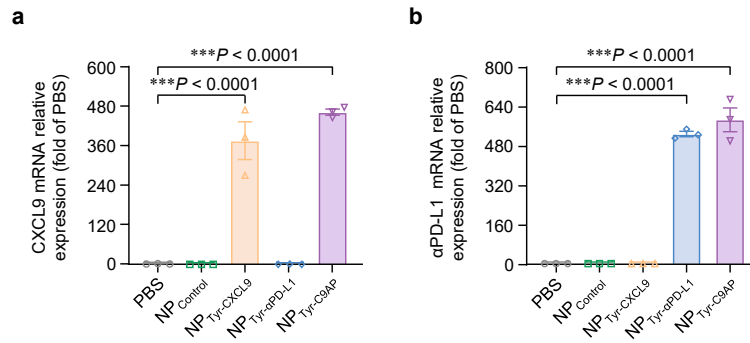 a
CXCL9 mRNA relative
expression (fold of PBS)
600
480
360
240
120
0
***P < 0.0001
***P < 0.0001
PBS
NP Control
NP Tyr-CXCL9
NP Tyr-αPD-L1
NP Tyr-C9AP
b
αPD-L1 mRNA relative
expression (fold of PBS)
800
640
480
320
160
0
***P < 0.0001
***P < 0.0001
PBS
NP Control
NP Tyr-CXCL9
NP Tyr-αPD-L1
NP Tyr-C9AP